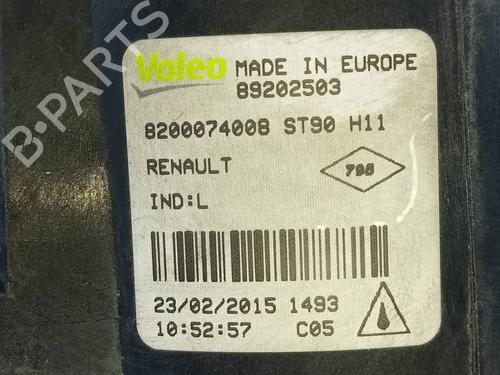 B-PARTS
Valeo MADE IN EUROPE
89202503
8200074008 ST90 H11
RENAULT 795
IND:L
23/02/2015 1493
10:52:57 C05